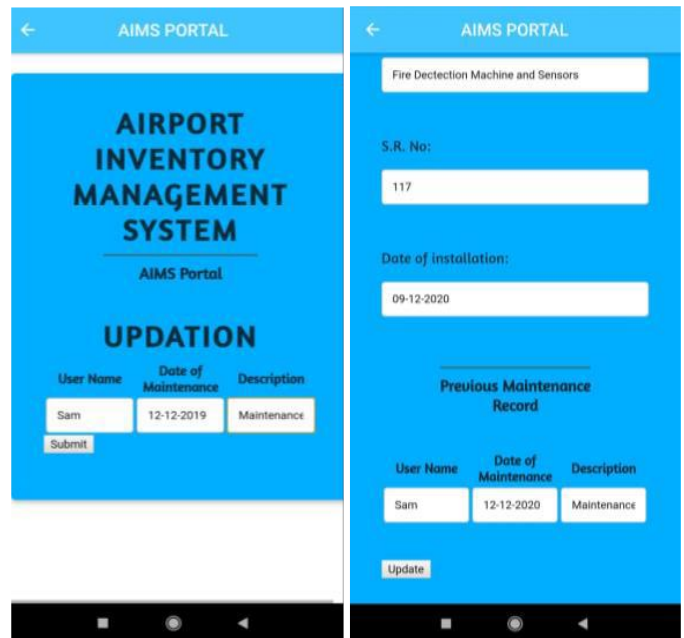 AIMS PORTAL
AIRPORT
INVENTORY
MANAGEMENT
SYSTEM
AIMS Portal
UPDATION
User Name Date of Maintenance Description
Sam 12-12-2019 Maintenance
Submit
AIMS PORTAL
Fire Dectection Machine and Sensors
S.R. No:
117
Date of installation:
09-12-2020
Previous Maintenance
Record
User Name Date of Maintenance Description
Sam 12-12-2020 Maintenance
Update